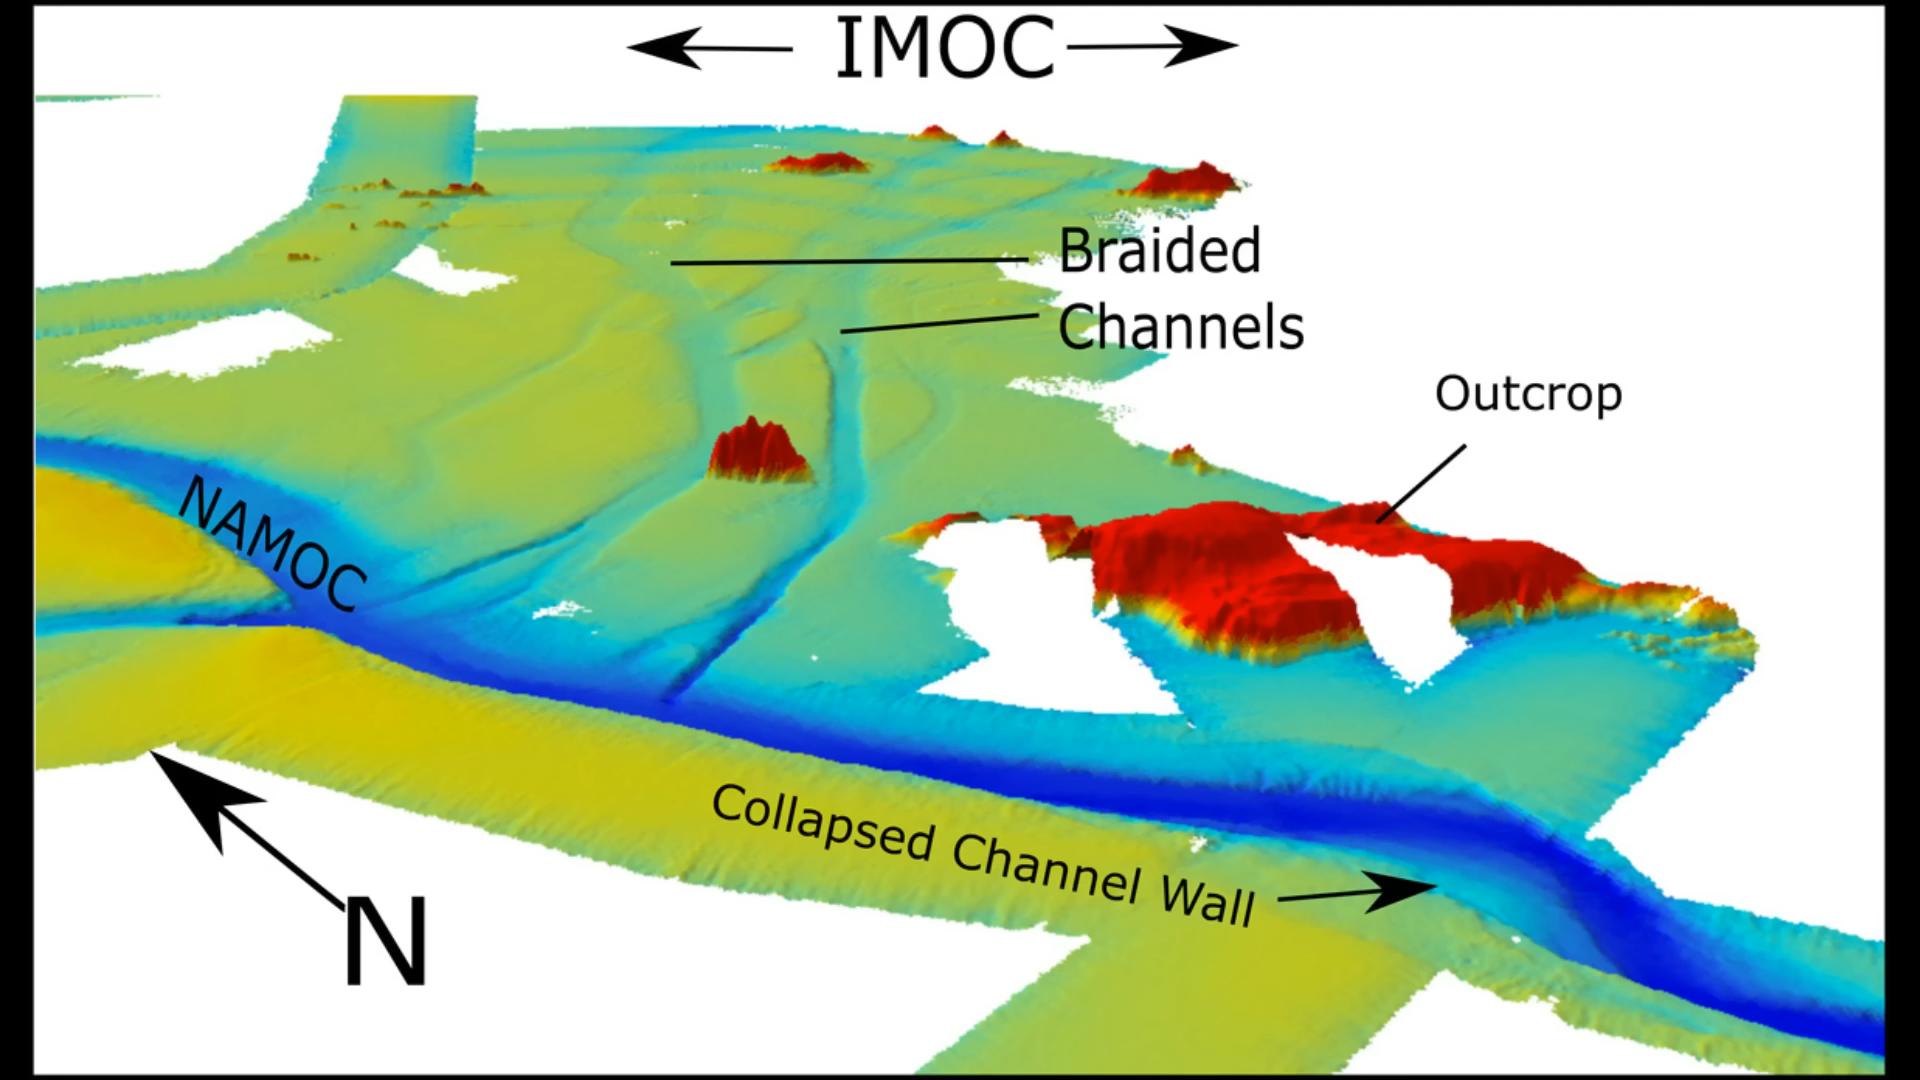 IMOC
Braided
Channels
Outcrop
NAMOC
Collapsed Channel Wall
N